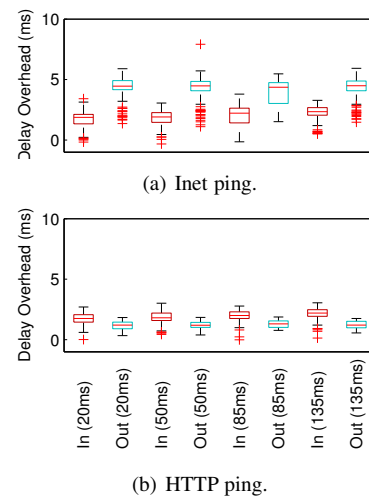 Delay Overhead (ms)
10
5
0
(a) Inet ping.
Delay Overhead (ms)
10
5
0
In (20ms)
Out (20ms)
In (50ms)
Out (50ms)
In (85ms)
Out (85ms)
In (135ms)
Out (135ms)
(b) HTTP ping.